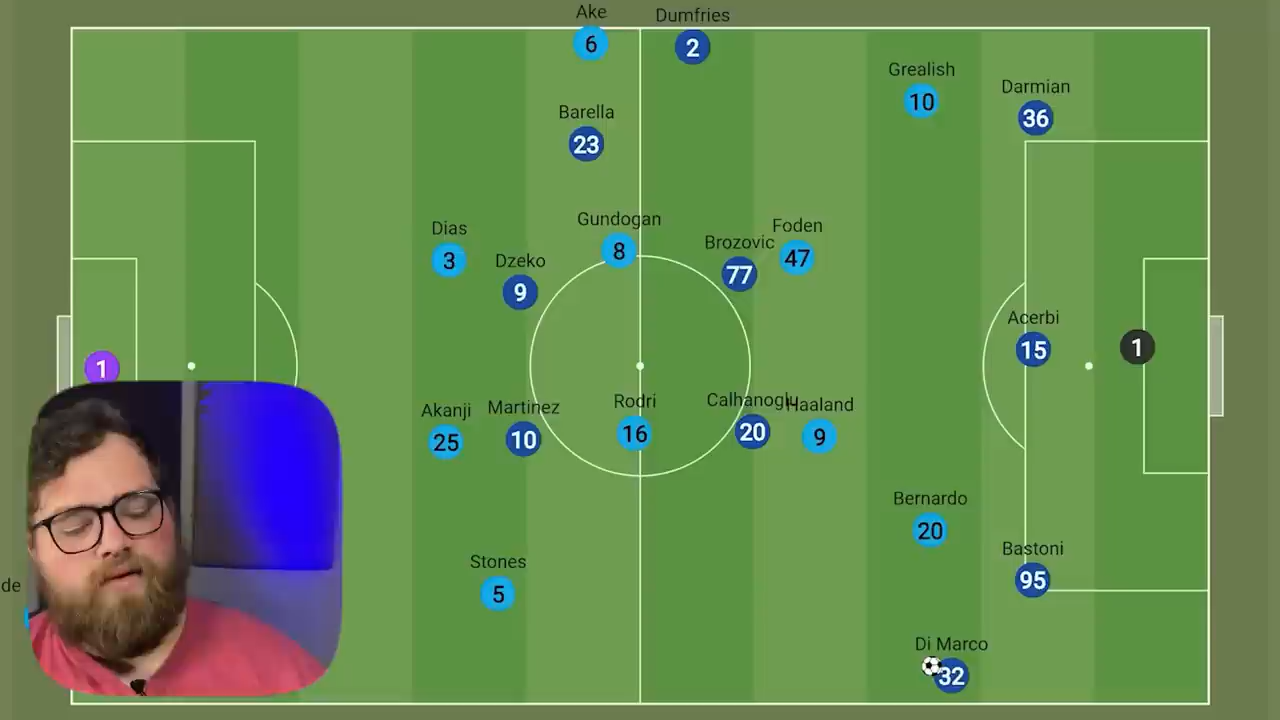 Ake
6
Dumfries
2
Grealish
10
Darmian
36
Barella
23
Dias
3
Gundogan
8
Foden
47
Brozovic
77
Dzeko
9
Acerbi
15
1
1
Akanji
25
Martinez
10
Rodri
16
Calhanoglu
20
Haaland
9
Bernardo
20
Bastoni
95
Stones
5
de
Di Marco
32